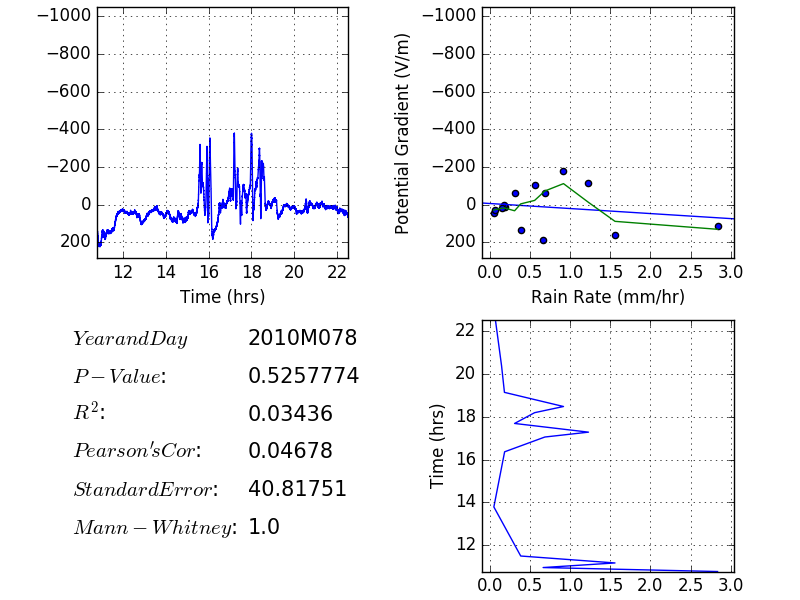 −1000
−800
−600
−400
−200
0
200
12 14 16 18 20 22
Time (hrs)
Potential Gradient (V/m)
−1000
−800
−600
−400
−200
0
200
0.0 0.5 1.0 1.5 2.0 2.5 3.0
Rain Rate (mm/hr)
YearandDay 2010M078
P−Value: 0.5257774
R²: 0.03436
Pearson'sCor: 0.04678
StandardError: 40.81751
Mann−Whitney: 1.0
Time (hrs)
22
20
18
16
14
12
0.0 0.5 1.0 1.5 2.0 2.5 3.0